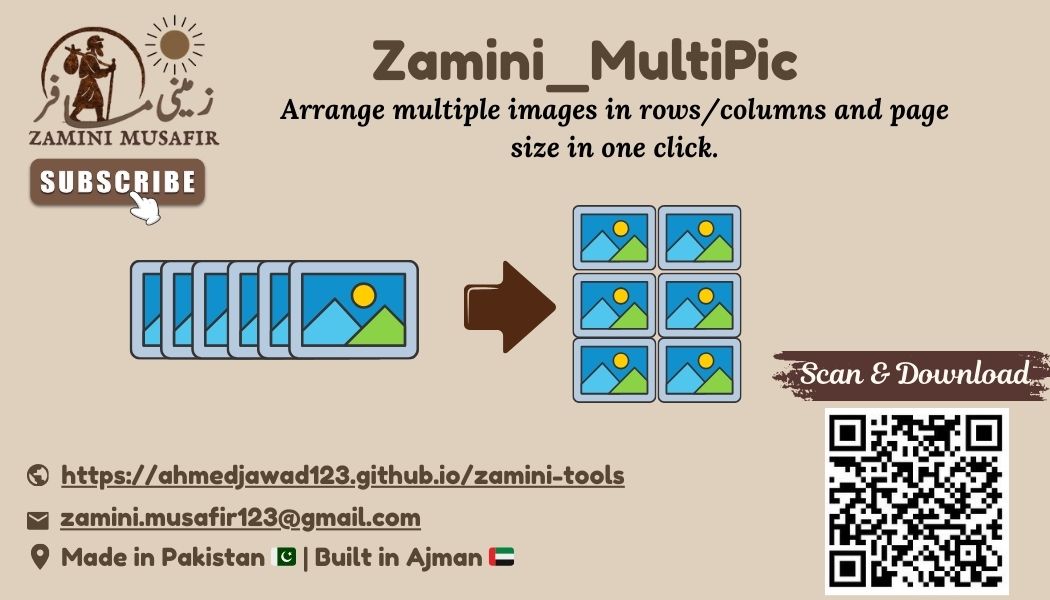 زمینی مسافر
ZAMINI MUSAFIR
SUBSCRIBE
Zamini_MultiPic
Arrange multiple images in rows/columns and page
size in one click.
Scan & Download
https://ahmedjawad123.github.io/zamini-tools
zamini.musafir123@gmail.com
Made in Pakistan 🇵🇰 | Built in Ajman 🇦🇪